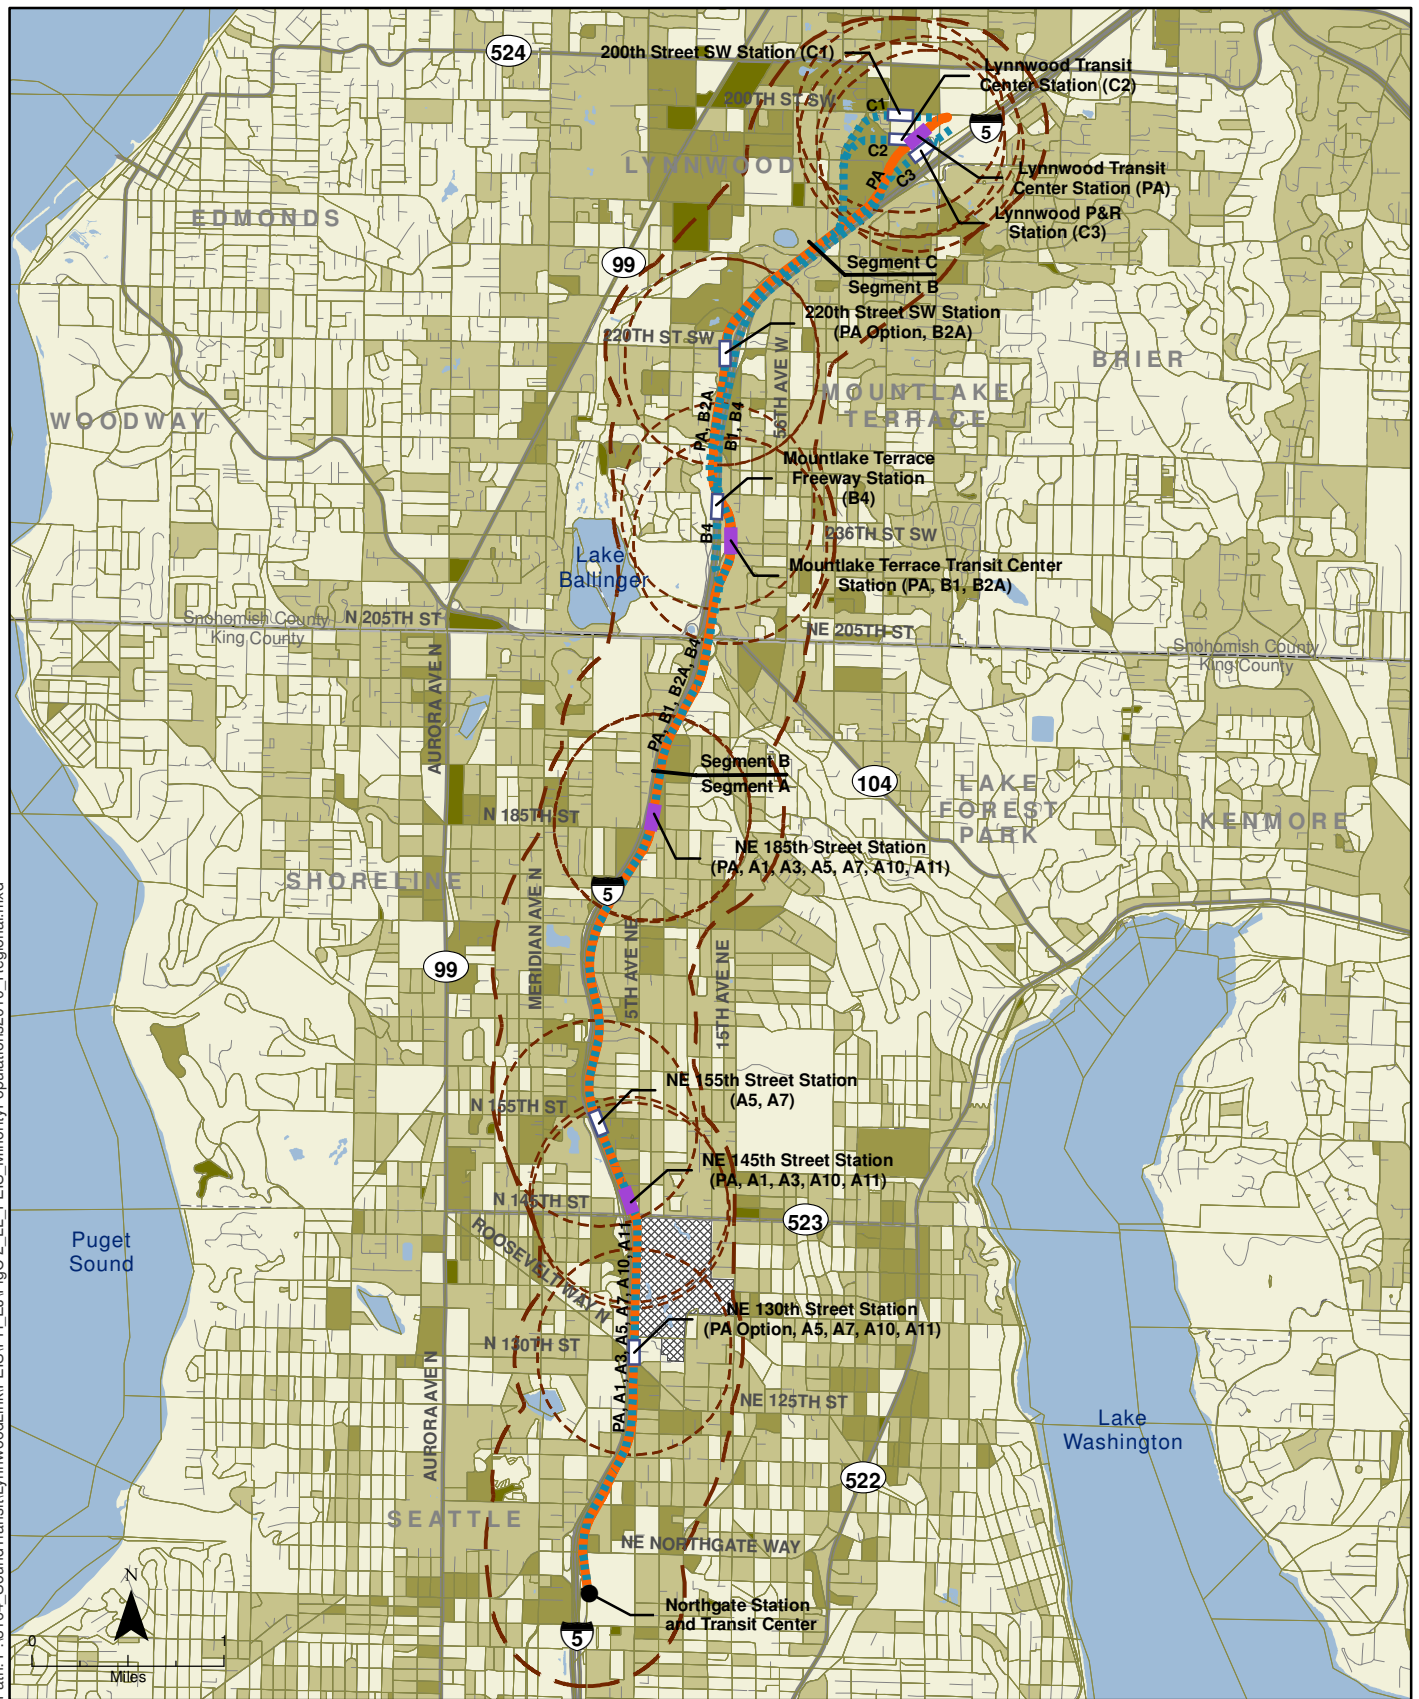 524
200th Street SW Station (C1)
Lynnwood Transit
Center Station (C2)
200TH ST SW
C1
5
LYNNWOOD
C2
PA
C3
Lynnwood Transit
Center Station (PA)
EDMONDS
Lynnwood P&R
Station (C3)
99
Segment C
Segment B
220th Street SW Station
(PA Option, B2A)
220TH ST SW
56TH AVE W
BRIER
MOUNTLAKE
TERRACE
WOODWAY
PA, B2A
B1, B4
Mountlake Terrace
Freeway Station
(B4)
B4
236TH ST SW
Lake
Ballinger
Mountlake Terrace Transit Center
Station (PA, B1, B2A)
Snohomish County
King County
N 205TH ST
NE 205TH ST
Snohomish County
King County
AURORA AVE N
PA, B1, B2A, B4
Segment B
Segment A
104
LAKE
FOREST
PARK
KENMORE
N 185TH ST
NE 185th Street Station
(PA, A1, A3, A5, A7, A10, A11)
SHORELINE
5
MERIDIAN AVE N
5TH AVE NE
15TH AVE NE
99
NE 155th Street Station
(A5, A7)
N 155TH ST
NE 145th Street Station
(PA, A1, A3, A10, A11)
N 145TH ST
523
ROOSEVELT WAY N
Puget
Sound
PA, A1, A3, A5, A7, A10, A11
NE 130th Street Station
(PA Option, A5, A7, A10, A11)
N 130TH ST
AURORA AVE N
NE 125TH ST
Lake
Washington
522
SEATTLE
NE NORTHGATE WAY
N
Northgate Station
and Transit Center
5
0 1
Miles